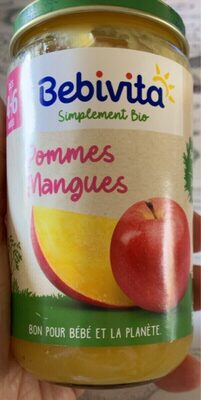 Bebivita
Simplement Bio
Pommes
Mangues
BON POUR BÉBÉ ET LA PLANÈTE.